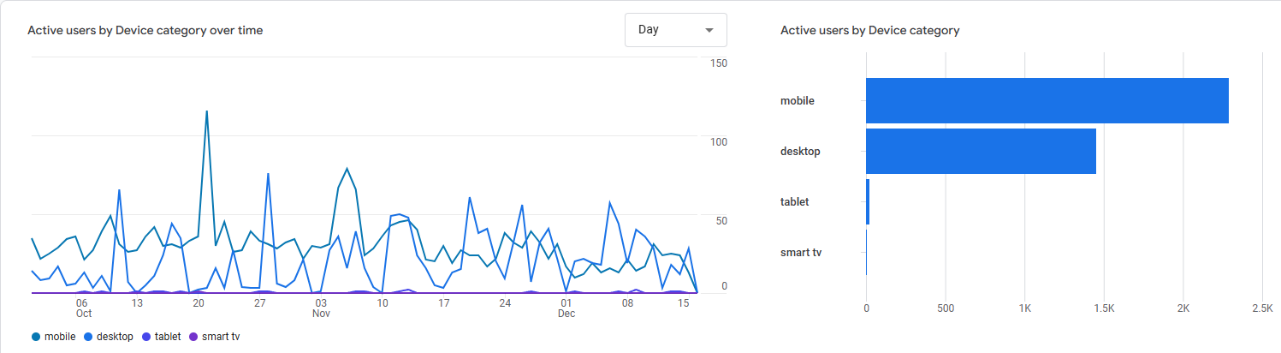 Active users by Device category over time
Day
150
100
50
0
06 13 20 27 03 10 17 24 01 08 15
Oct Nov Dec
mobile desktop tablet smart tv
Active users by Device category
mobile
desktop
tablet
smart tv
0 500 1K 1.5K 2K 2.5K